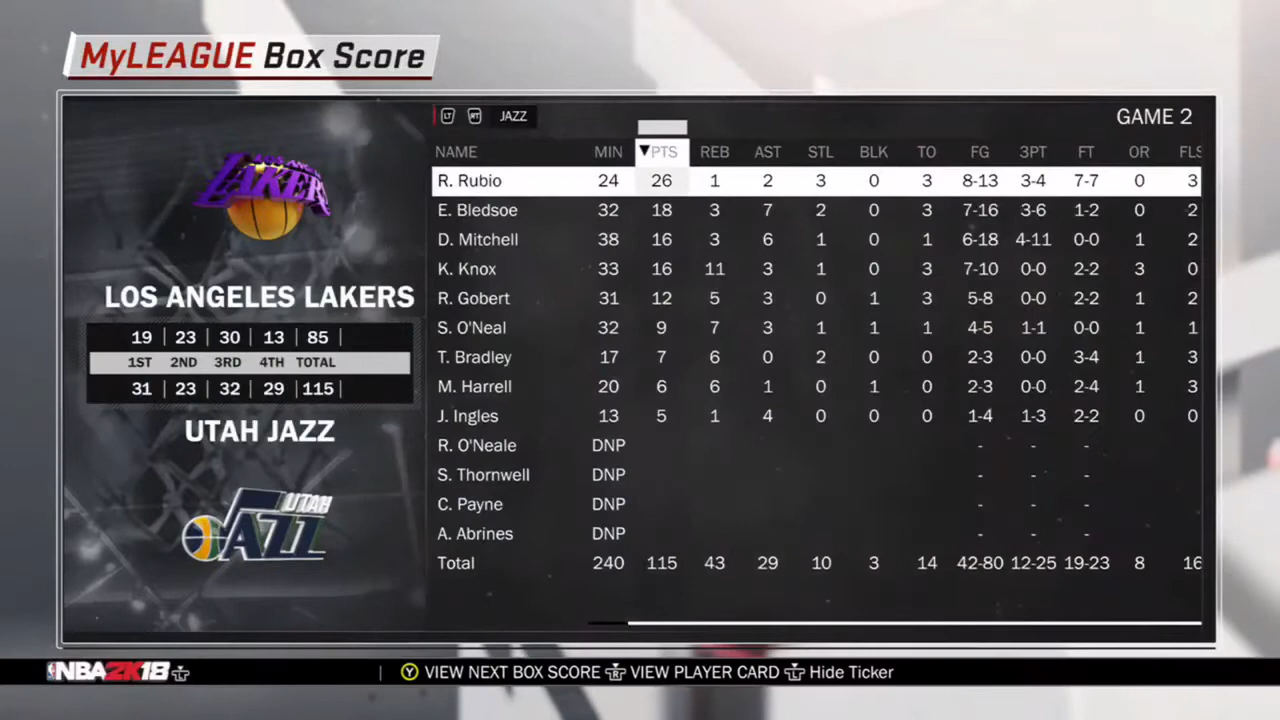 MyLEAGUE Box Score
LT RT JAZZ GAME 2
NAME MIN ▼PTS REB AST STL BLK TO FG 3PT FT OR FLS
R. Rubio 24 26 1 2 3 0 3 8-13 3-4 7-7 0 3
E. Bledsoe 32 18 3 7 2 0 3 7-16 3-6 1-2 0 2
D. Mitchell 38 16 3 6 1 0 1 6-18 4-11 0-0 1 2
K. Knox 33 16 11 3 1 0 3 7-10 0-0 2-2 3 0
R. Gobert 31 12 5 3 0 1 3 5-8 0-0 2-2 1 2
S. O'Neal 32 9 7 3 1 1 1 4-5 1-1 0-0 1 1
T. Bradley 17 7 6 0 2 0 0 2-3 0-0 3-4 1 3
M. Harrell 20 6 6 1 0 1 0 2-3 0-0 2-4 1 3
J. Ingles 13 5 1 4 0 0 0 1-4 1-3 2-2 0 0
R. O'Neale DNP - - -
S. Thornwell DNP - - -
C. Payne DNP - - -
A. Abrines DNP - - -
Total 240 115 43 29 10 3 14 42-80 12-25 19-23 8 16
LOS ANGELES LAKERS
LAKERS
LOS ANGELES LAKERS
19 23 30 13 85
1ST 2ND 3RD 4TH TOTAL
31 23 32 29 115
UTAH JAZZ
UTAH
JAZZ
NBA2K18 | Y VIEW NEXT BOX SCORE R VIEW PLAYER CARD L Hide Ticker